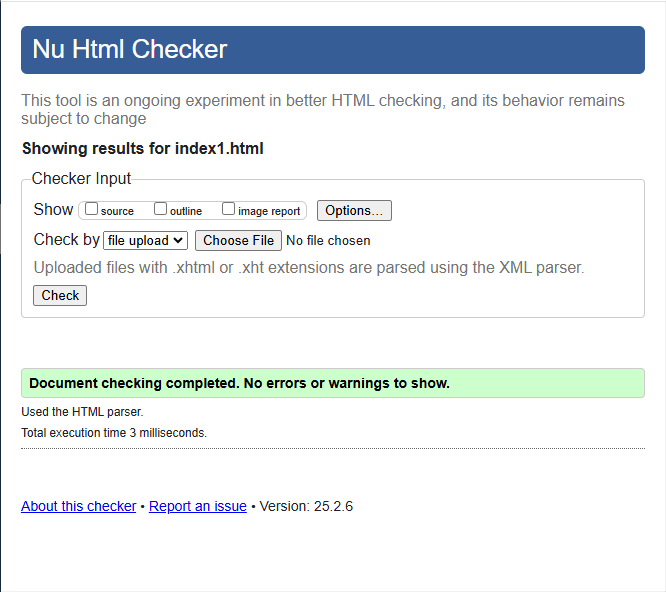 Nu Html Checker
This tool is an ongoing experiment in better HTML checking, and its behavior remains
subject to change
Showing results for index1.html
Checker Input
Show source outline image report Options...
Check by file upload Choose File No file chosen
Uploaded files with .xhtml or .xht extensions are parsed using the XML parser.
Check
Document checking completed. No errors or warnings to show.
Used the HTML parser.
Total execution time 3 milliseconds.
About this checker • Report an issue • Version: 25.2.6